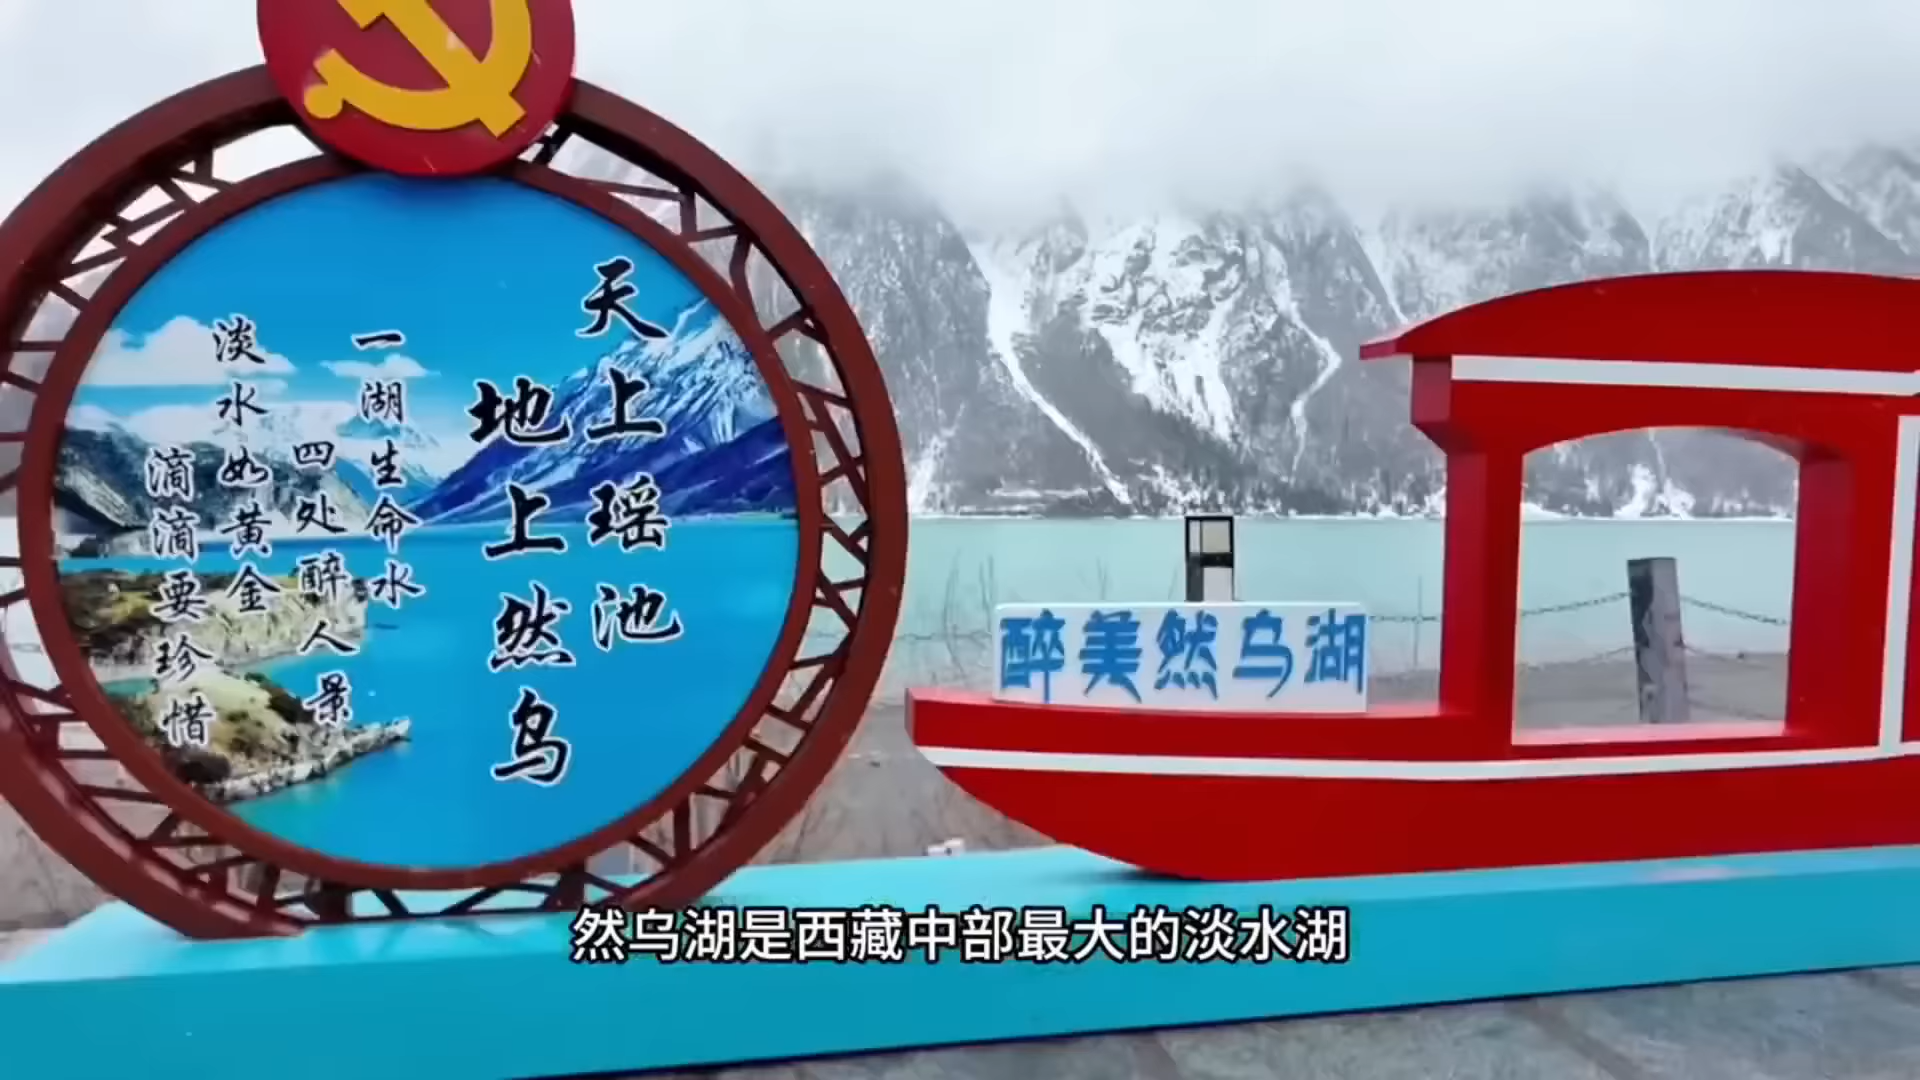 天上瑶池
地上然乌
一湖生命水
四处醉人景
淡水如黄金
滴滴要珍惜
醉美然乌湖
然乌湖是西藏中部最大的淡水湖